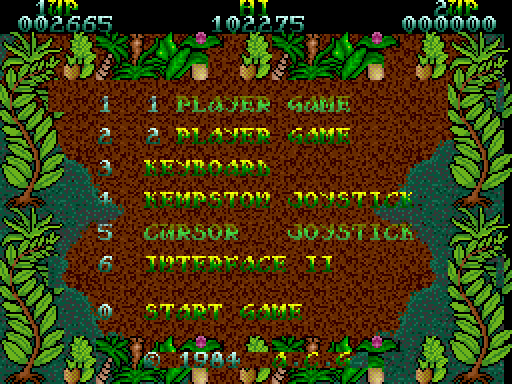 1UP HI 2UP
002665 102275 000000
1 1 PLAYER GAME
2 2 PLAYER GAME
3 KEYBOARD
4 KEMPSTON JOYSTICK
5 CURSOR JOYSTICK
6 INTERFACE II
0 START GAME
© 1984 A.C.G